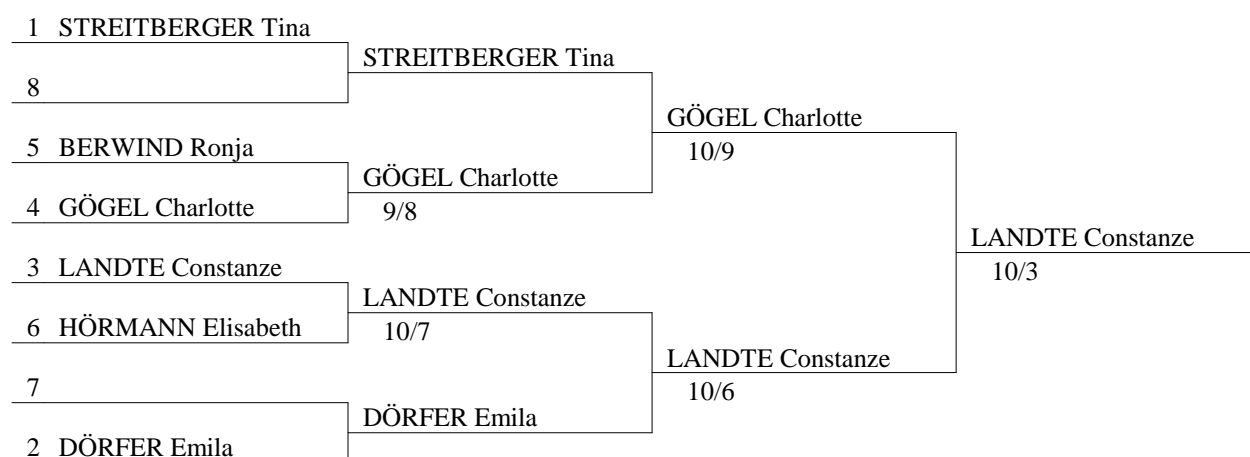 1 STREITBERGER Tina
8
5 BERWIND Ronja
4 GÖGEL Charlotte
3 LANDTE Constanze
6 HÖRMANN Elisabeth
7
2 DÖRFER Emila
STREITBERGER Tina
GÖGEL Charlotte
9/8
LANDTE Constanze
10/7
DÖRFER Emila
GÖGEL Charlotte
10/9
LANDTE Constanze
10/6
LANDTE Constanze
10/3